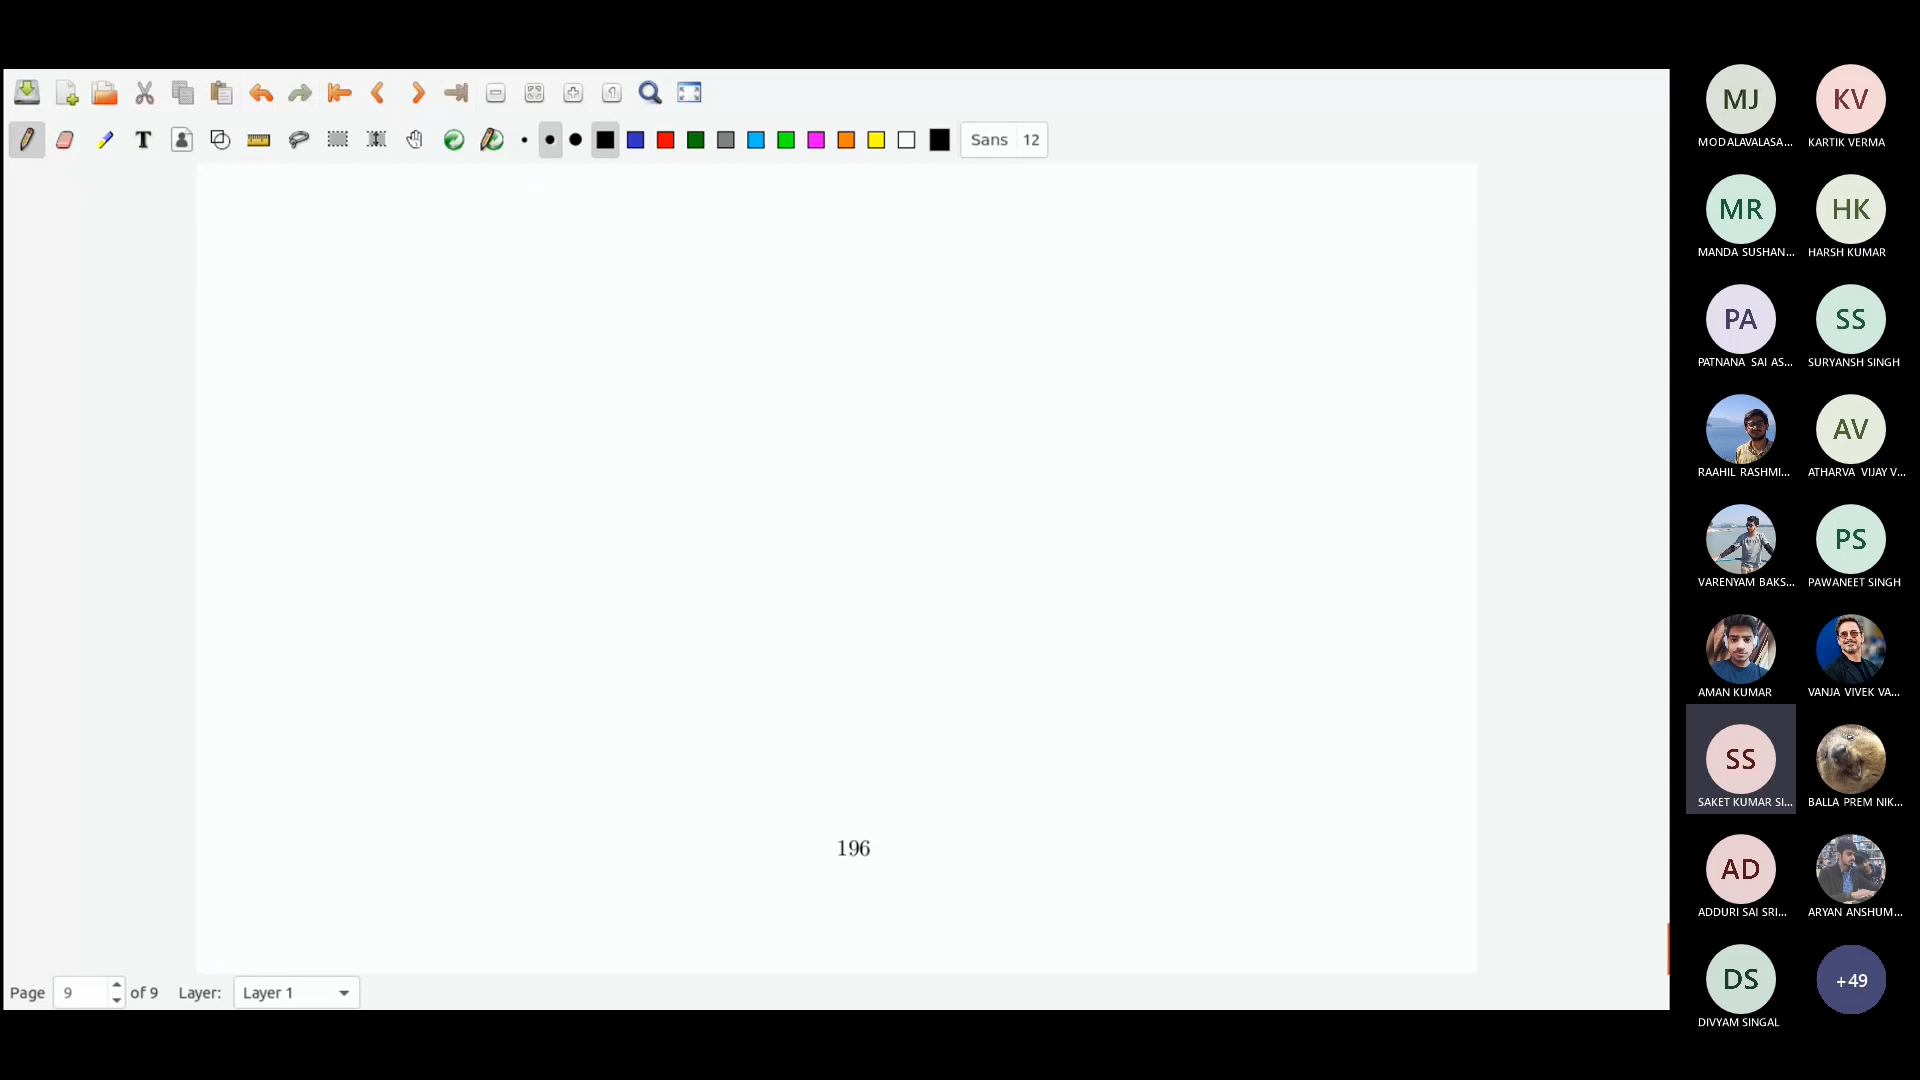 T
Sans 12
196
Page 9 of 9 Layer: Layer 1
MJ KV
MODALAVALASA... KARTIK VERMA
MR HK
MANDA SUSHAN... HARSH KUMAR
PA SS
PATNANA SAI AS... SURYANSH SINGH
AV
RAAHIL RASHMI... ATHARVA VIJAY V...
PS
VARENYAM BAKS... PAWANEET SINGH
AMAN KUMAR VANJA VIVEK VA...
SS
SAKET KUMAR SI... BALLA PREM NIK...
AD
ADDURI SAI SRI... ARYAN ANSHUM...
DS +49
DIVYAM SINGAL